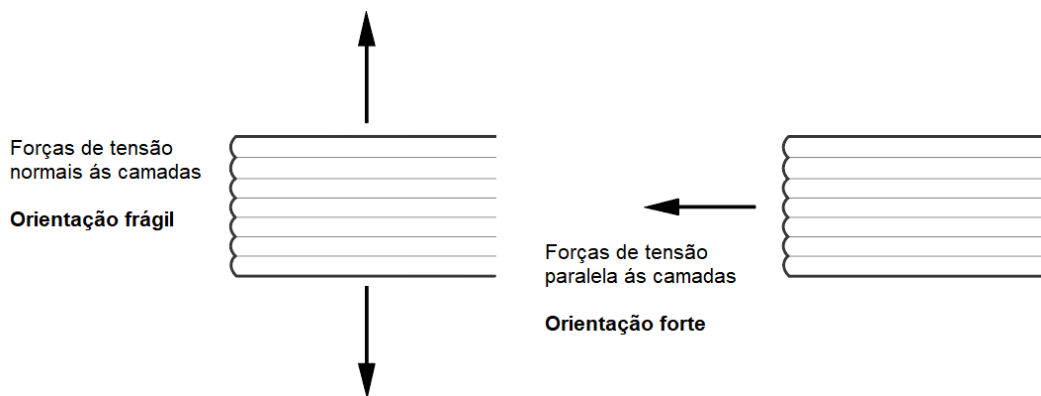 Forças de tensão
normais ás camadas
Orientação frágil
Forças de tensão
paralela ás camadas
Orientação forte